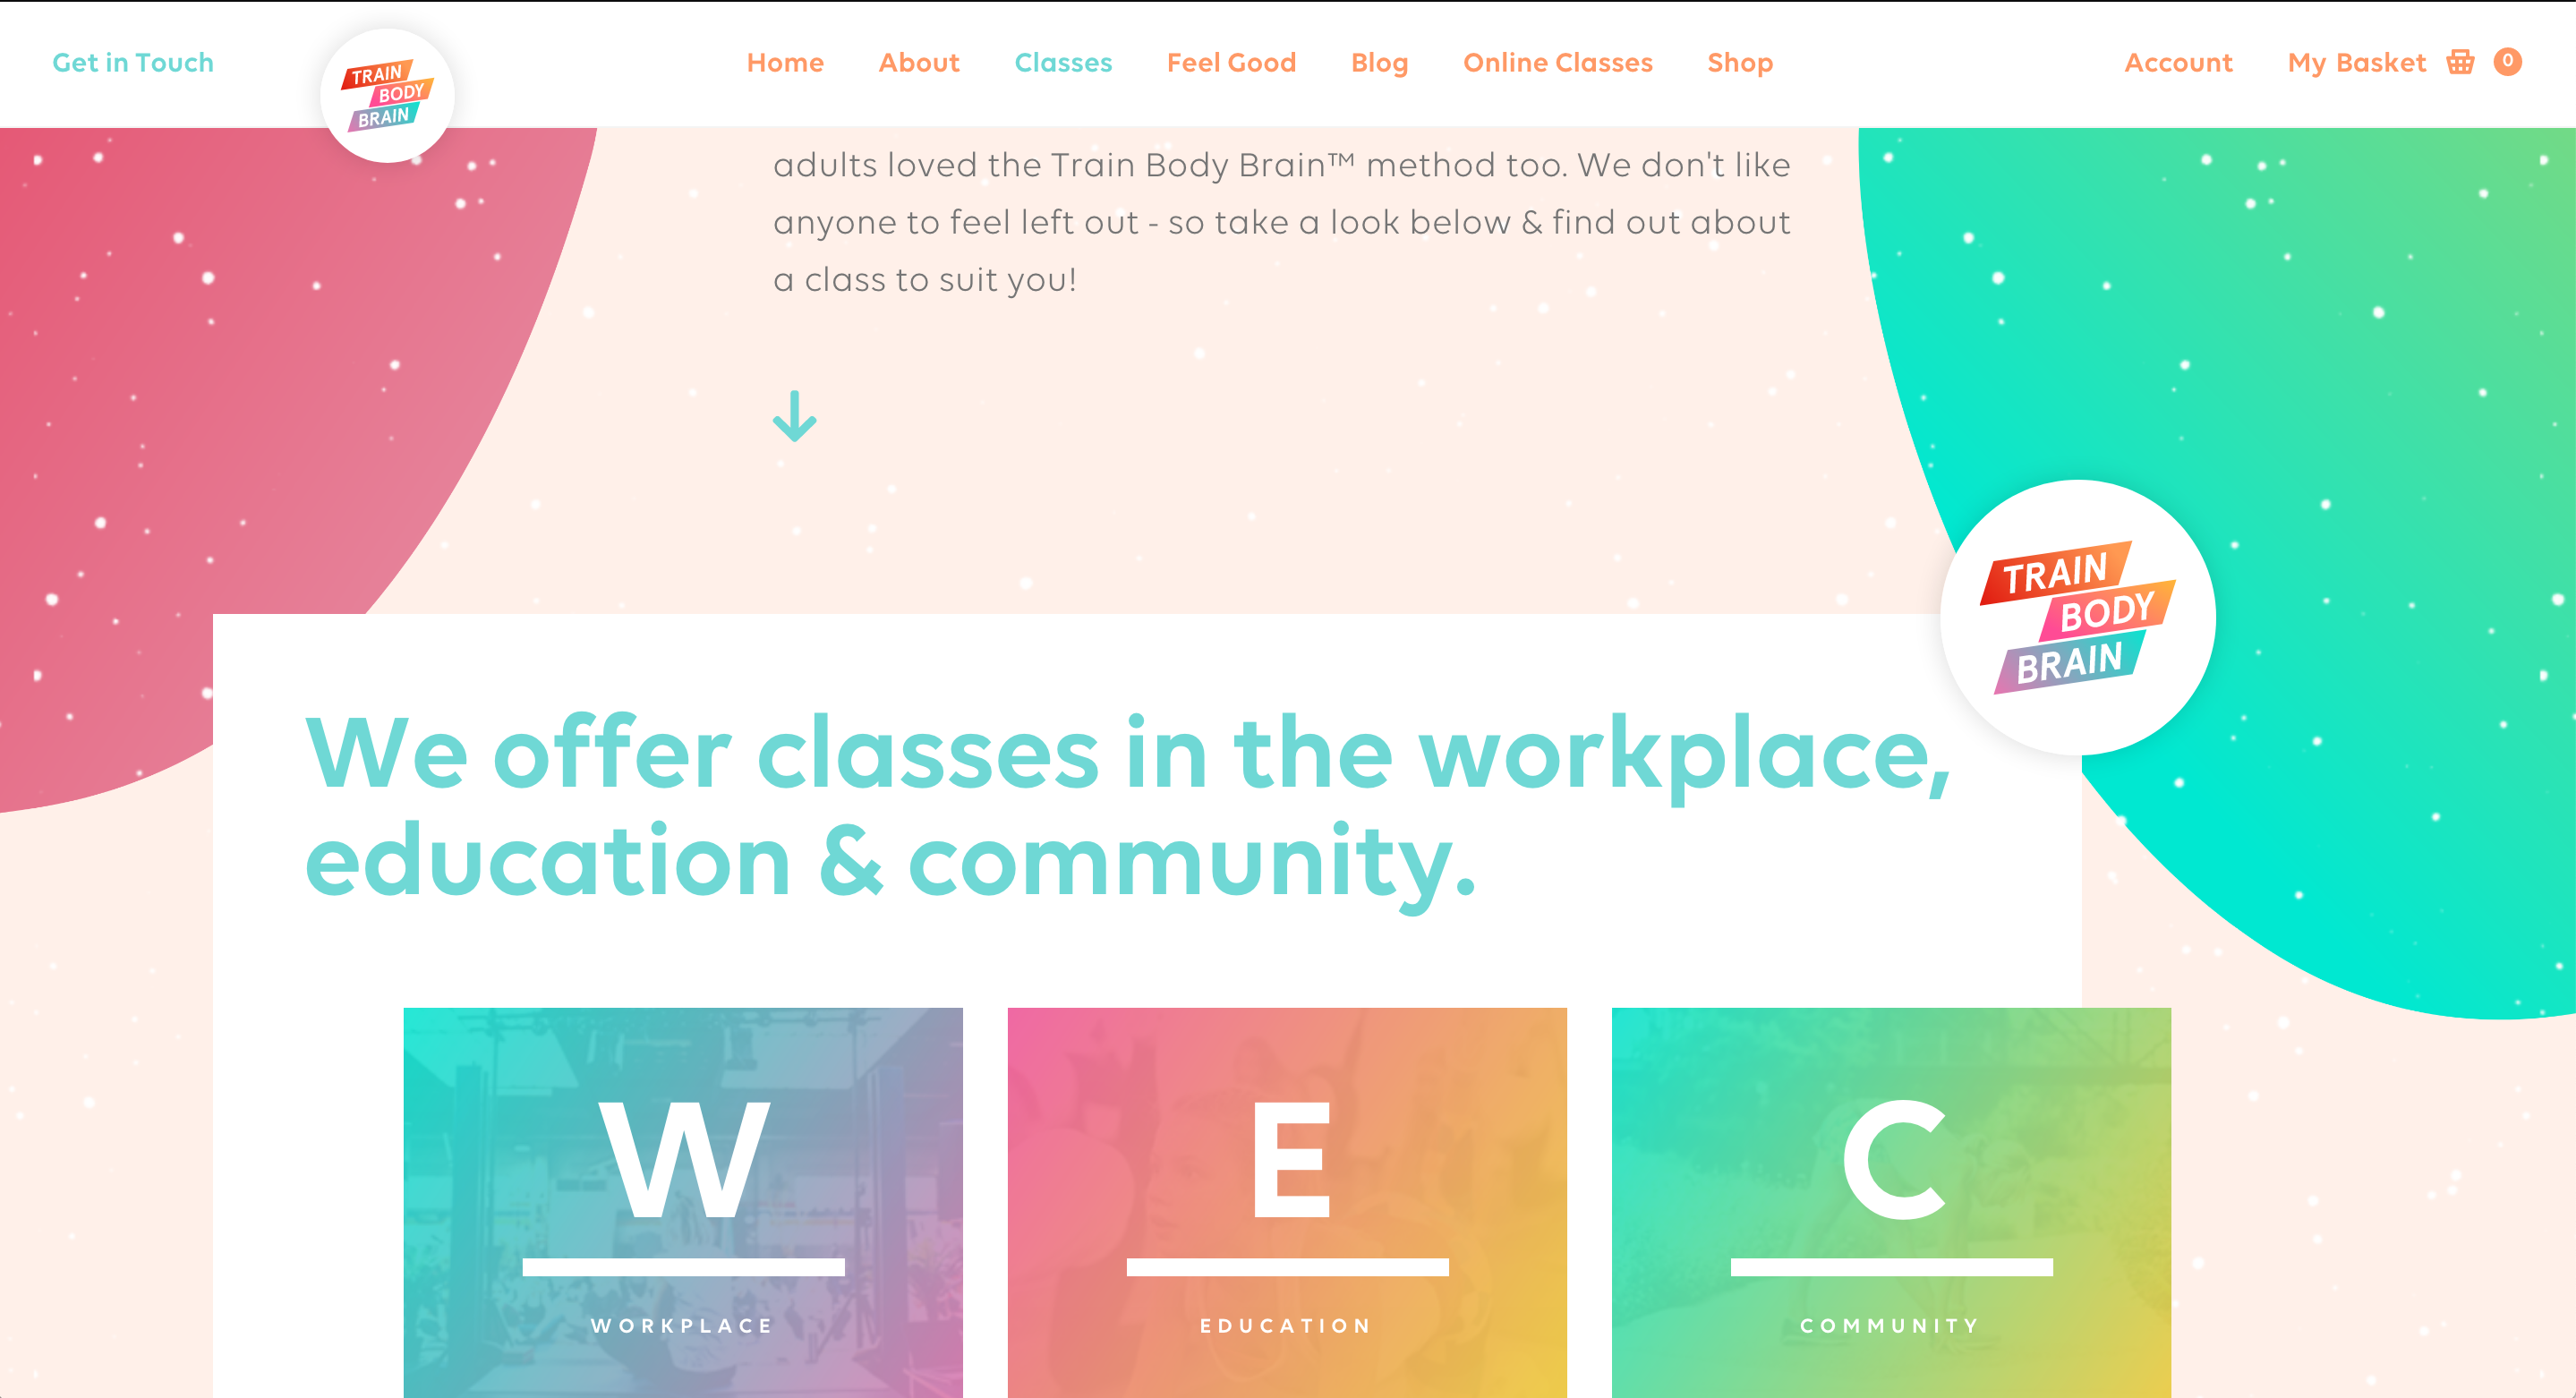 Get in Touch
TRAIN
BODY
BRAIN
Home About Classes Feel Good Blog Online Classes Shop
Account My Basket 0
adults loved the Train Body Brain™ method too. We don't like
anyone to feel left out - so take a look below & find out about
a class to suit you!
TRAIN
BODY
BRAIN
We offer classes in the workplace,
education & community.
W
WORKPLACE
E
EDUCATION
C
COMMUNITY